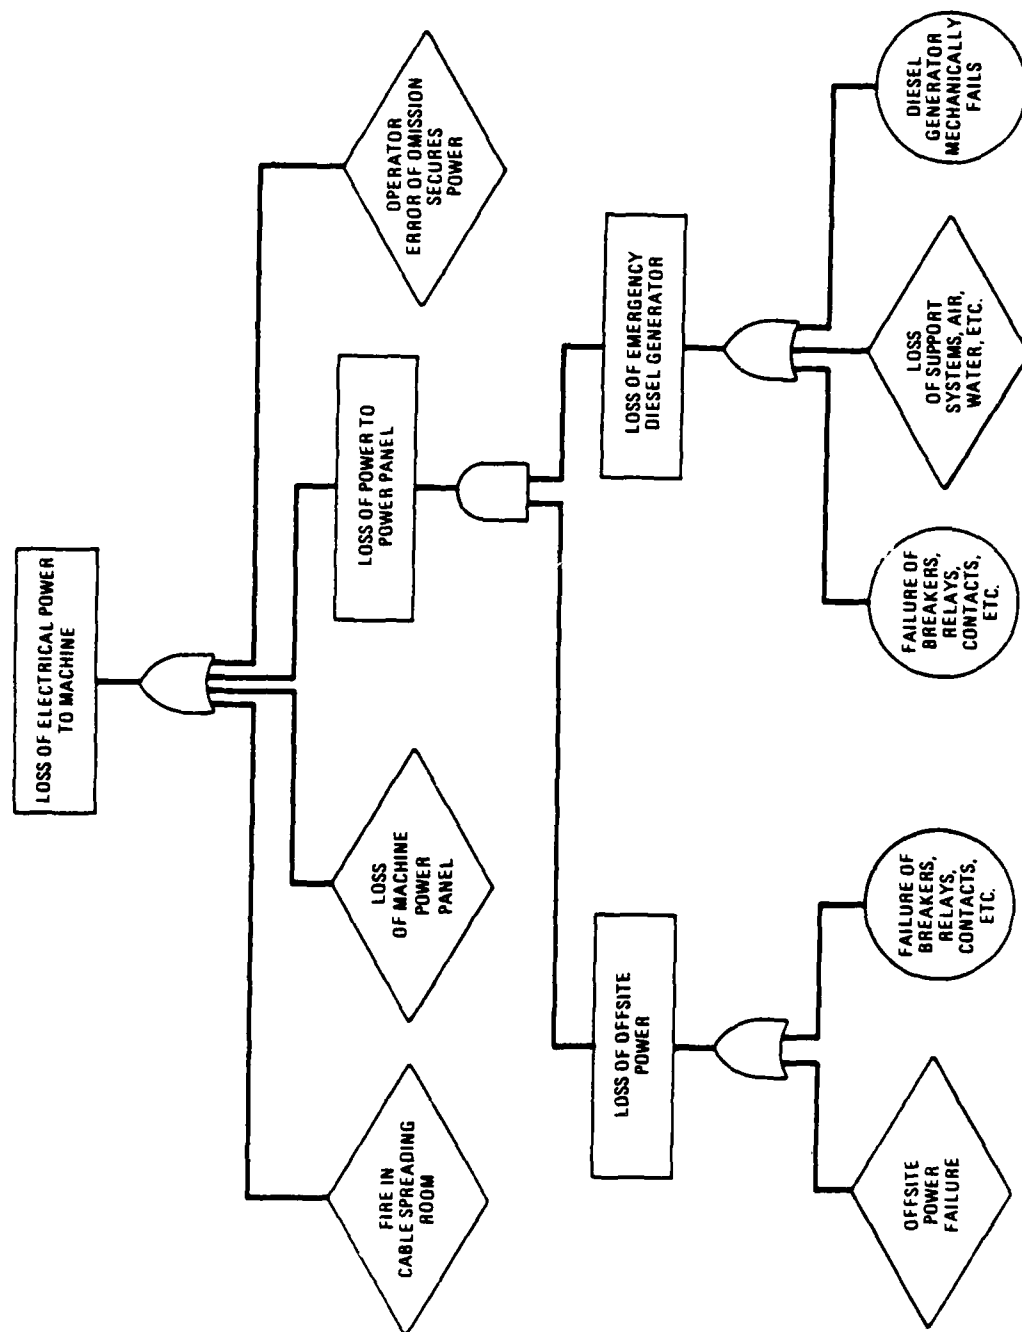 LOSS OF ELECTRICAL POWER
TO MACHINE
FIRE IN
CABLE SPREADING
ROOM
LOSS
OF MACHINE
POWER
PANEL
LOSS OF POWER TO
POWER PANEL
OPERATOR
ERROR OF OMISSION
SECURES
POWER
LOSS OF OFFSITE
POWER
LOSS OF EMERGENCY
DIESEL GENERATOR
OFFSITE
POWER
FAILURE
FAILURE OF
BREAKERS,
RELAYS,
CONTACTS,
ETC.
FAILURE OF
BREAKERS,
RELAYS,
CONTACTS,
ETC.
LOSS
OF SUPPORT
SYSTEMS, AIR,
WATER, ETC.
DIESEL
GENERATOR
MECHANICALLY
FAILS